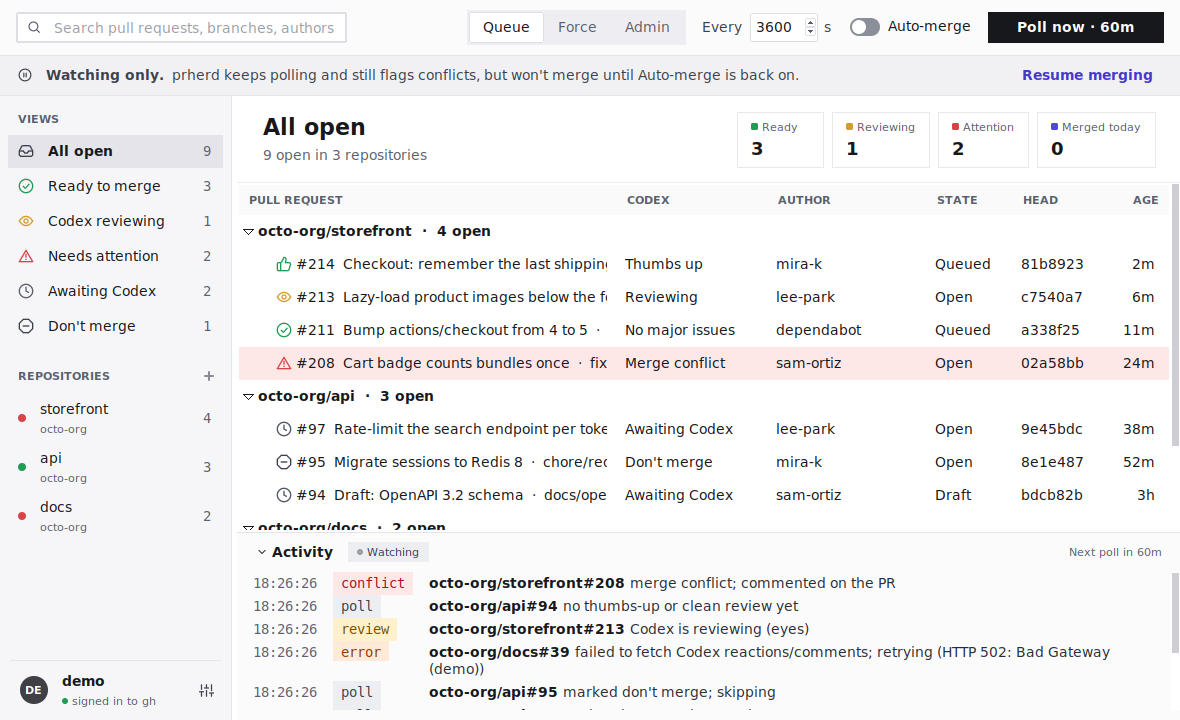 Search pull requests, branches, authors
Queue Force Admin Every 3600 s Auto-merge Poll now · 60m
Watching only. prherd keeps polling and still flags conflicts, but won't merge until Auto-merge is back on. Resume merging
VIEWS
All open 9
Ready to merge 3
Codex reviewing 1
Needs attention 2
Awaiting Codex 2
Don't merge 1
REPOSITORIES
storefront 4
octo-org
api 3
octo-org
docs 2
octo-org
DE demo
signed in to gh
All open
9 open in 3 repositories
Ready
3
Reviewing
1
Attention
2
Merged today
0
PULL REQUEST CODEX AUTHOR STATE HEAD AGE
octo-org/storefront · 4 open
#214 Checkout: remember the last shipping Thumbs up mira-k Queued 81b8923 2m
#213 Lazy-load product images below the fo Reviewing lee-park Open c7540a7 6m
#211 Bump actions/checkout from 4 to 5 · No major issues dependabot Queued a338f25 11m
#208 Cart badge counts bundles once · fix Merge conflict sam-ortiz Open 02a58bb 24m
octo-org/api · 3 open
#97 Rate-limit the search endpoint per toke Awaiting Codex lee-park Open 9e45bdc 38m
#95 Migrate sessions to Redis 8 · chore/red Don't merge mira-k Open 8e1e487 52m
#94 Draft: OpenAPI 3.2 schema · docs/ope Awaiting Codex sam-ortiz Draft bdcb82b 3h
octo-org/docs · 2 open
Activity Watching Next poll in 60m
18:26:26 conflict octo-org/storefront#208 merge conflict; commented on the PR
18:26:26 poll octo-org/api#94 no thumbs-up or clean review yet
18:26:26 review octo-org/storefront#213 Codex is reviewing (eyes)
18:26:26 error octo-org/docs#39 failed to fetch Codex reactions/comments; retrying (HTTP 502: Bad Gateway
(demo))
18:26:26 poll octo-org/api#95 marked don't merge; skipping